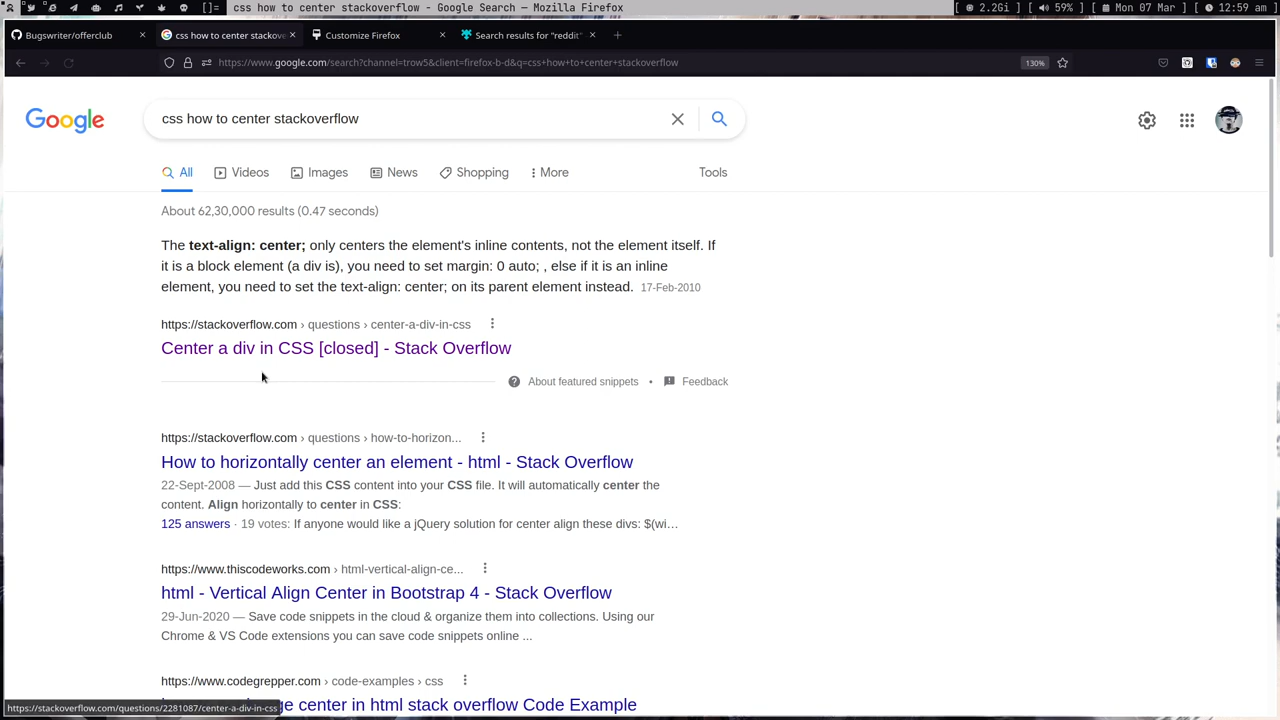 []= css how to center stackoverflow - Google Search — Mozilla Firefox [ 2.2Gi / [ 59% ] [ Mon 07 Mar ] [ 12:59 am ]
Bugswriter/offerclub × css how to center stackov × Customize Firefox × Search results for "reddit" × +
https://www.google.com/search?channel=trow5&client=firefox-b-d&q=css+how+to+center+stackoverflow 130%
Google
css how to center stackoverflow
All Videos Images News Shopping More Tools
About 62,30,000 results (0.47 seconds)
The text-align: center; only centers the element's inline contents, not the element itself. If
it is a block element (a div is), you need to set margin: 0 auto; , else if it is an inline
element, you need to set the text-align: center; on its parent element instead. 17-Feb-2010
https://stackoverflow.com › questions › center-a-div-in-css
Center a div in CSS [closed] - Stack Overflow
About featured snippets • Feedback
https://stackoverflow.com › questions › how-to-horizon...
How to horizontally center an element - html - Stack Overflow
22-Sept-2008 — Just add this CSS content into your CSS file. It will automatically center the
content. Align horizontally to center in CSS:
125 answers · 19 votes: If anyone would like a jQuery solution for center align these divs: $(wi…
https://www.thiscodeworks.com › html-vertical-align-ce...
html - Vertical Align Center in Bootstrap 4 - Stack Overflow
29-Jun-2020 — Save code snippets in the cloud & organize them into collections. Using our
Chrome & VS Code extensions you can save code snippets online ...
https://www.codegrepper.com › code-examples › css
center in html stack overflow Code Example
https://stackoverflow.com/questions/2281087/center-a-div-in-css